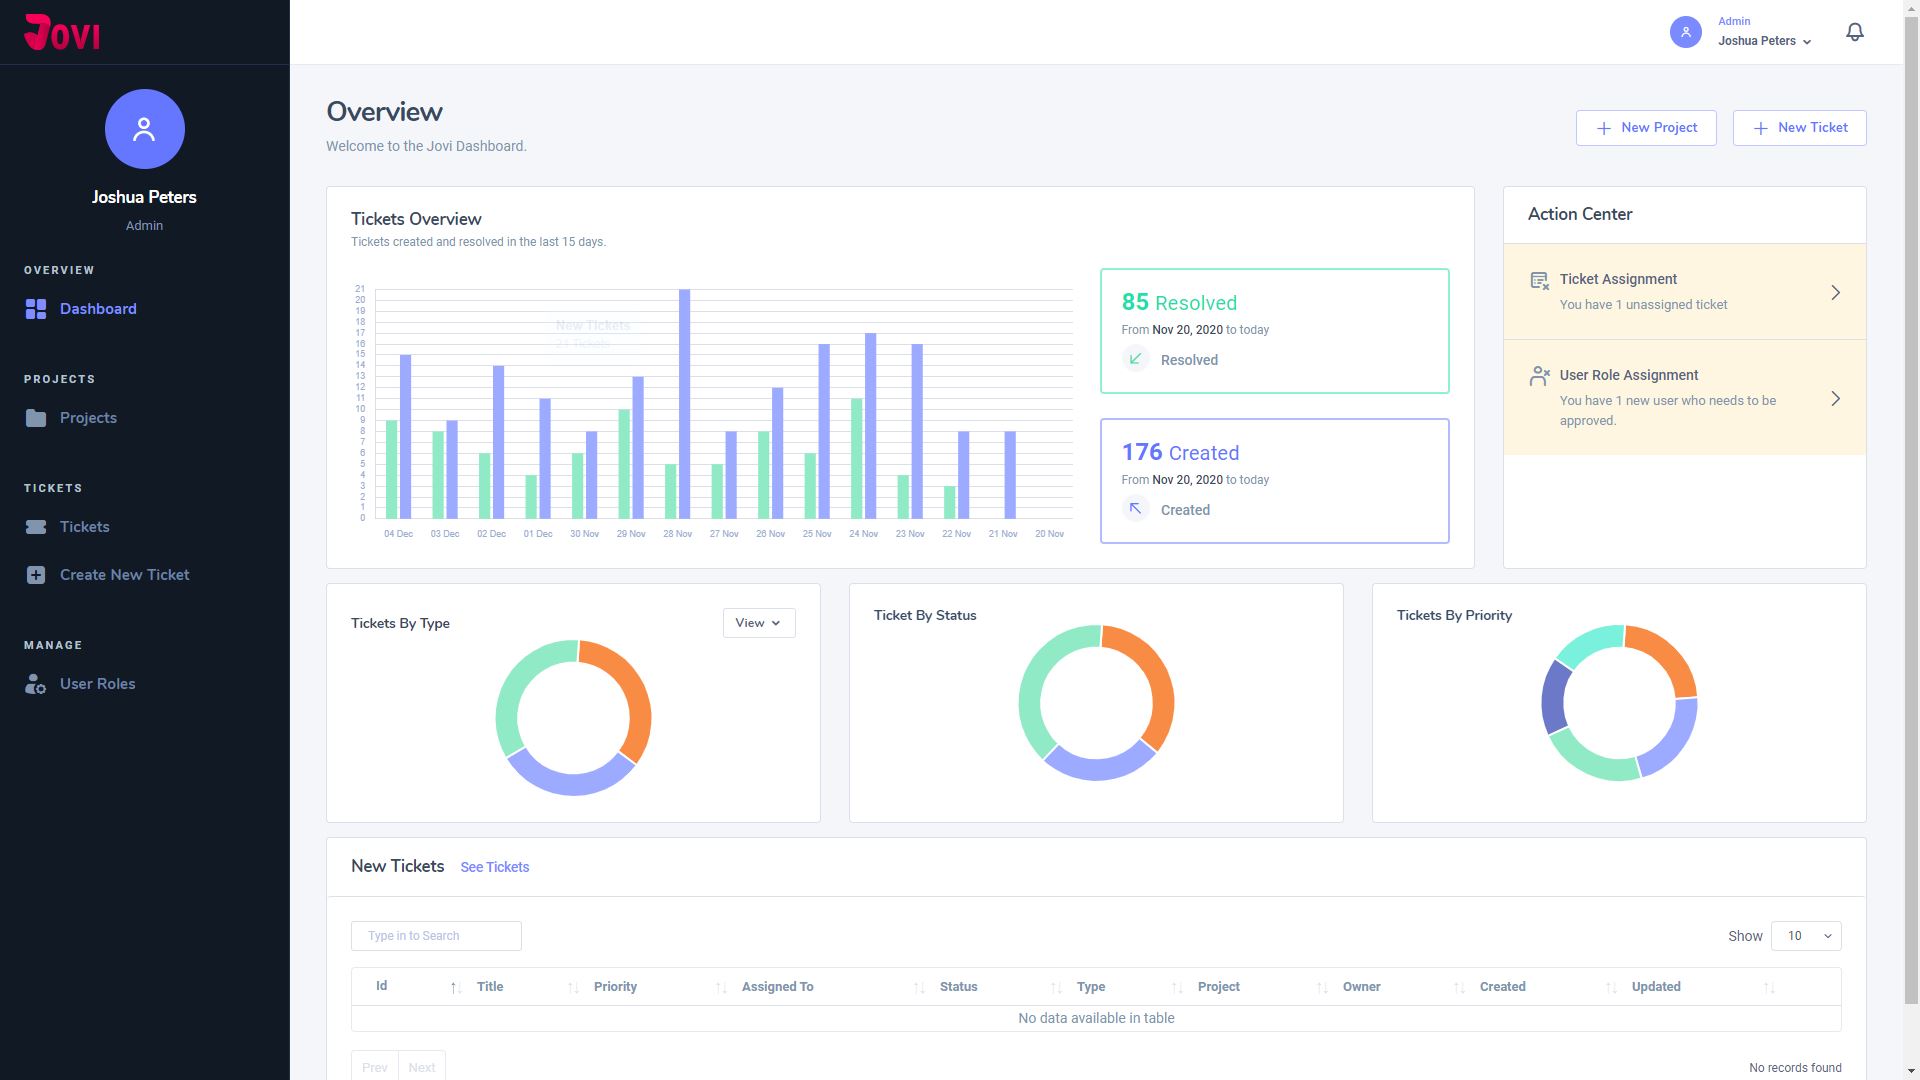 Jovi
Joshua Peters
Admin
OVERVIEW
Dashboard
PROJECTS
Projects
TICKETS
Tickets
Create New Ticket
MANAGE
User Roles
Admin
Joshua Peters
Overview
Welcome to the Jovi Dashboard.
New Project
New Ticket
Tickets Overview
Tickets created and resolved in the last 15 days.
21
20
19
18
17
16
15
14
13
12
11
10
9
8
7
6
5
4
3
2
1
0
New Tickets
21 Tickets
04 Dec 03 Dec 02 Dec 01 Dec 30 Nov 29 Nov 28 Nov 27 Nov 26 Nov 25 Nov 24 Nov 23 Nov 22 Nov 21 Nov 20 Nov
85 Resolved
From Nov 20, 2020 to today
Resolved
176 Created
From Nov 20, 2020 to today
Created
Action Center
Ticket Assignment
You have 1 unassigned ticket
User Role Assignment
You have 1 new user who needs to be
approved.
Tickets By Type
View
Ticket By Status
Tickets By Priority
New Tickets See Tickets
Type in to Search
Show 10
Id Title Priority Assigned To Status Type Project Owner Created Updated
No data available in table
Prev Next
No records found